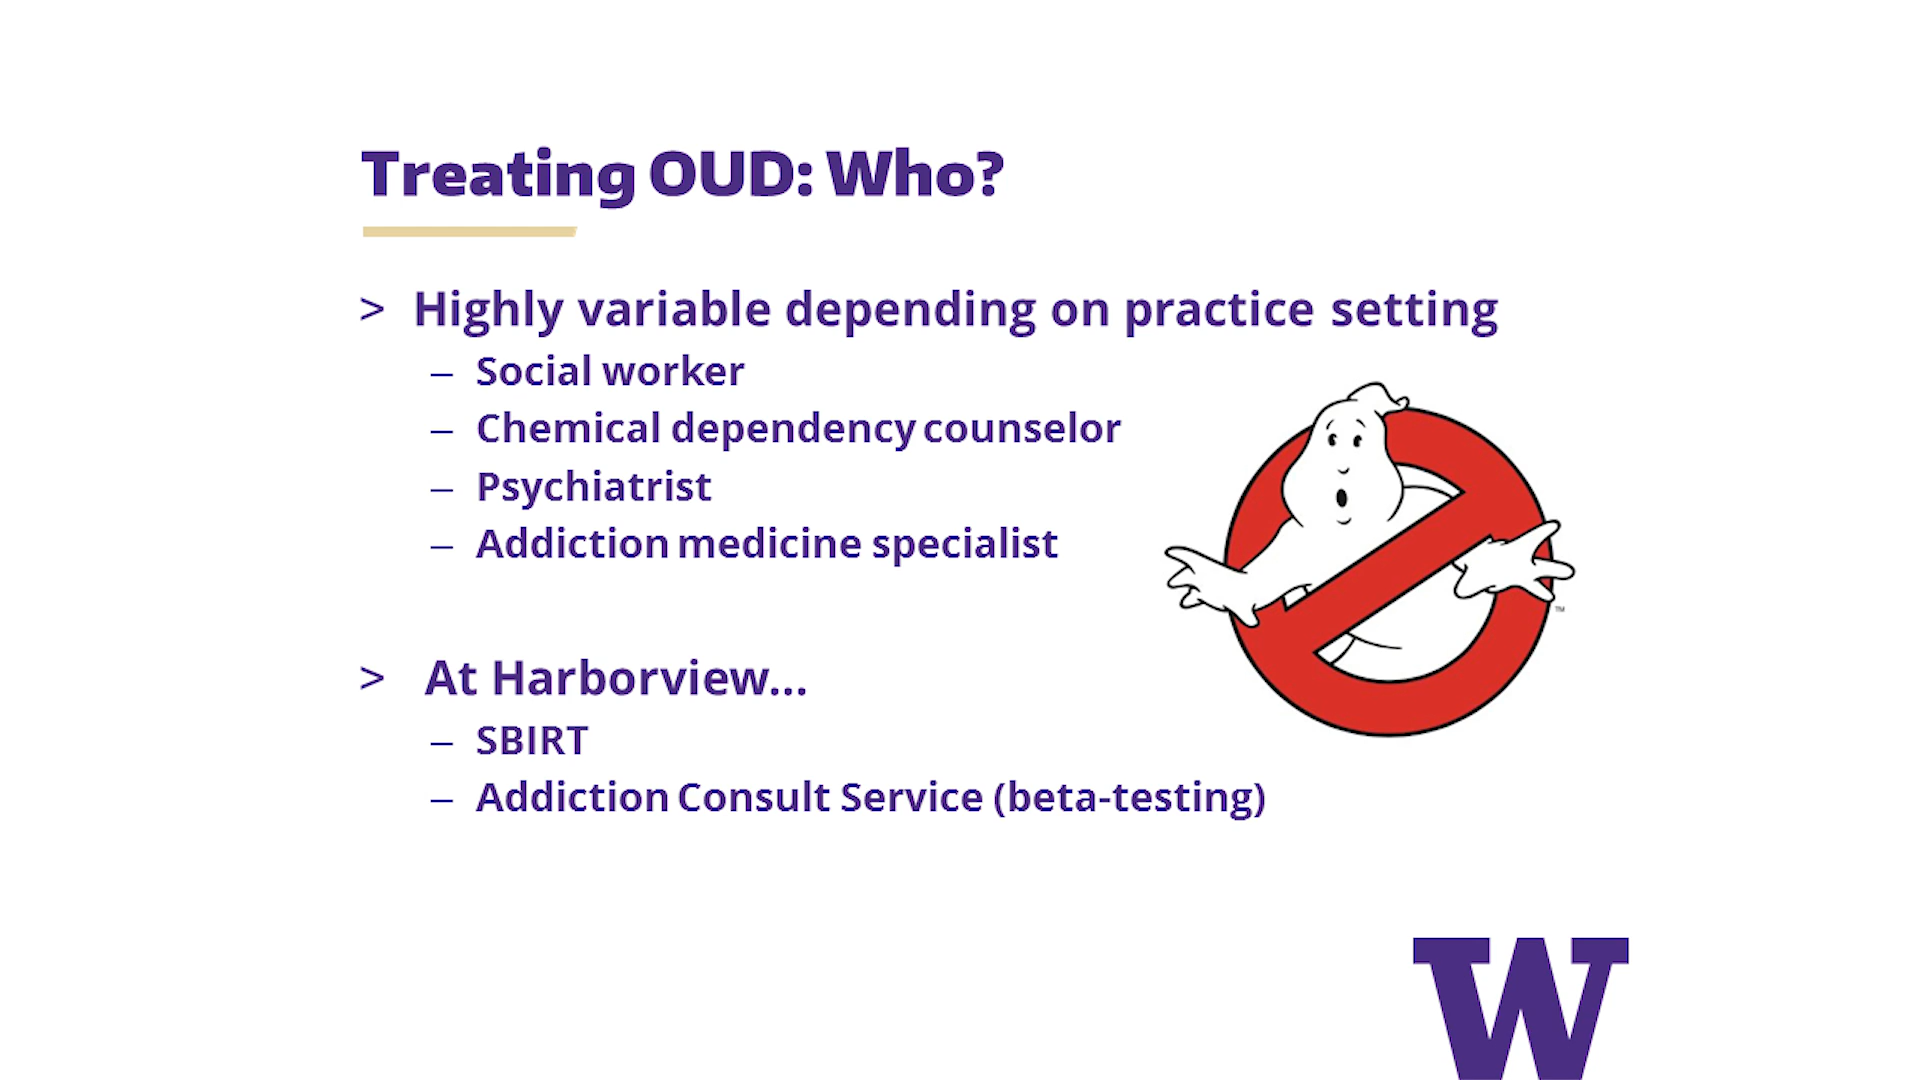 Treating OUD: Who?
> Highly variable depending on practice setting
– Social worker
– Chemical dependency counselor
– Psychiatrist
– Addiction medicine specialist
TM
> At Harborview...
– SBIRT
– Addiction Consult Service (beta-testing)
W